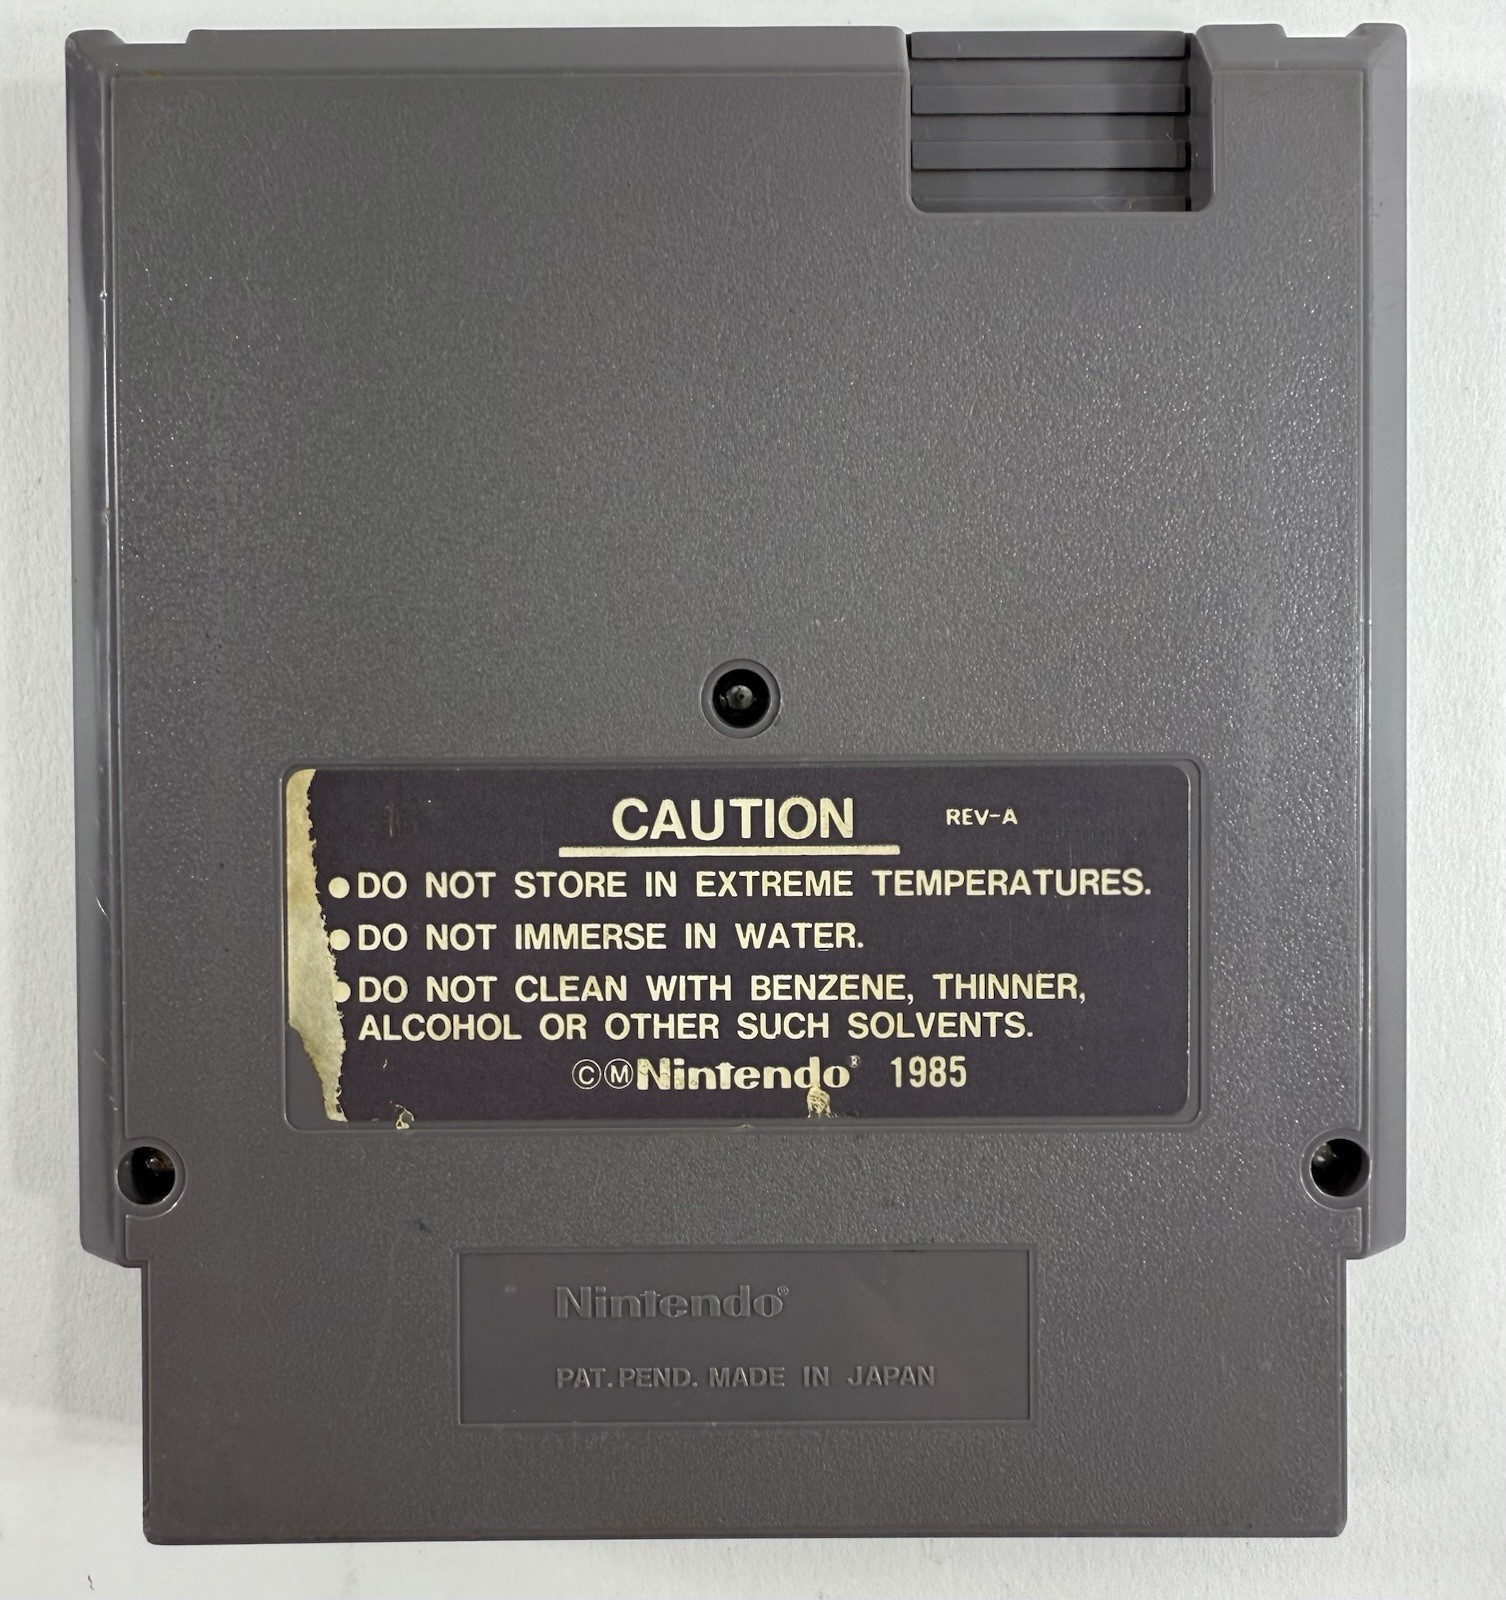 CAUTION REV-A
●DO NOT STORE IN EXTREME TEMPERATURES.
●DO NOT IMMERSE IN WATER.
●DO NOT CLEAN WITH BENZENE, THINNER,
ALCOHOL OR OTHER SUCH SOLVENTS.
©ⓂNintendo® 1985
Nintendo®
PAT. PEND. MADE IN JAPAN